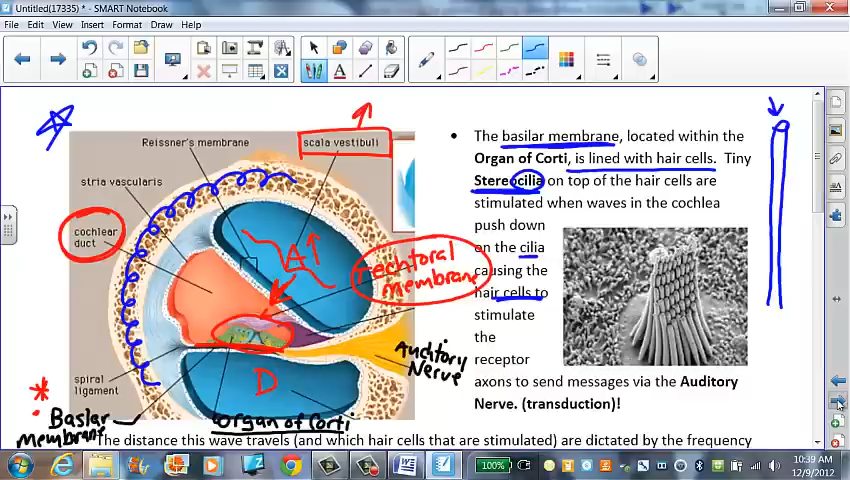 Untitled(17335) * - SMART Notebook
File Edit View Insert Format Draw
Reissner's membrane
scala vestibuli
stria vascularis
cochlear
duct
A
Techtoral
membrane
Auditory
Nerve
spiral
ligament
D
Baslar
membrane
Organ of Corti
• The basilar membrane, located within the
Organ of Corti, is lined with hair cells. Tiny
Stereocilia on top of the hair cells are
stimulated when waves in the cochlea
push down
on the cilia
causing the
hair cells to
stimulate
the
receptor
axons to send messages via the Auditory
Nerve. (transduction)!
The distance this wave travels (and which hair cells that are stimulated) are dictated by the frequency
100%
10:39 AM
12/9/2012